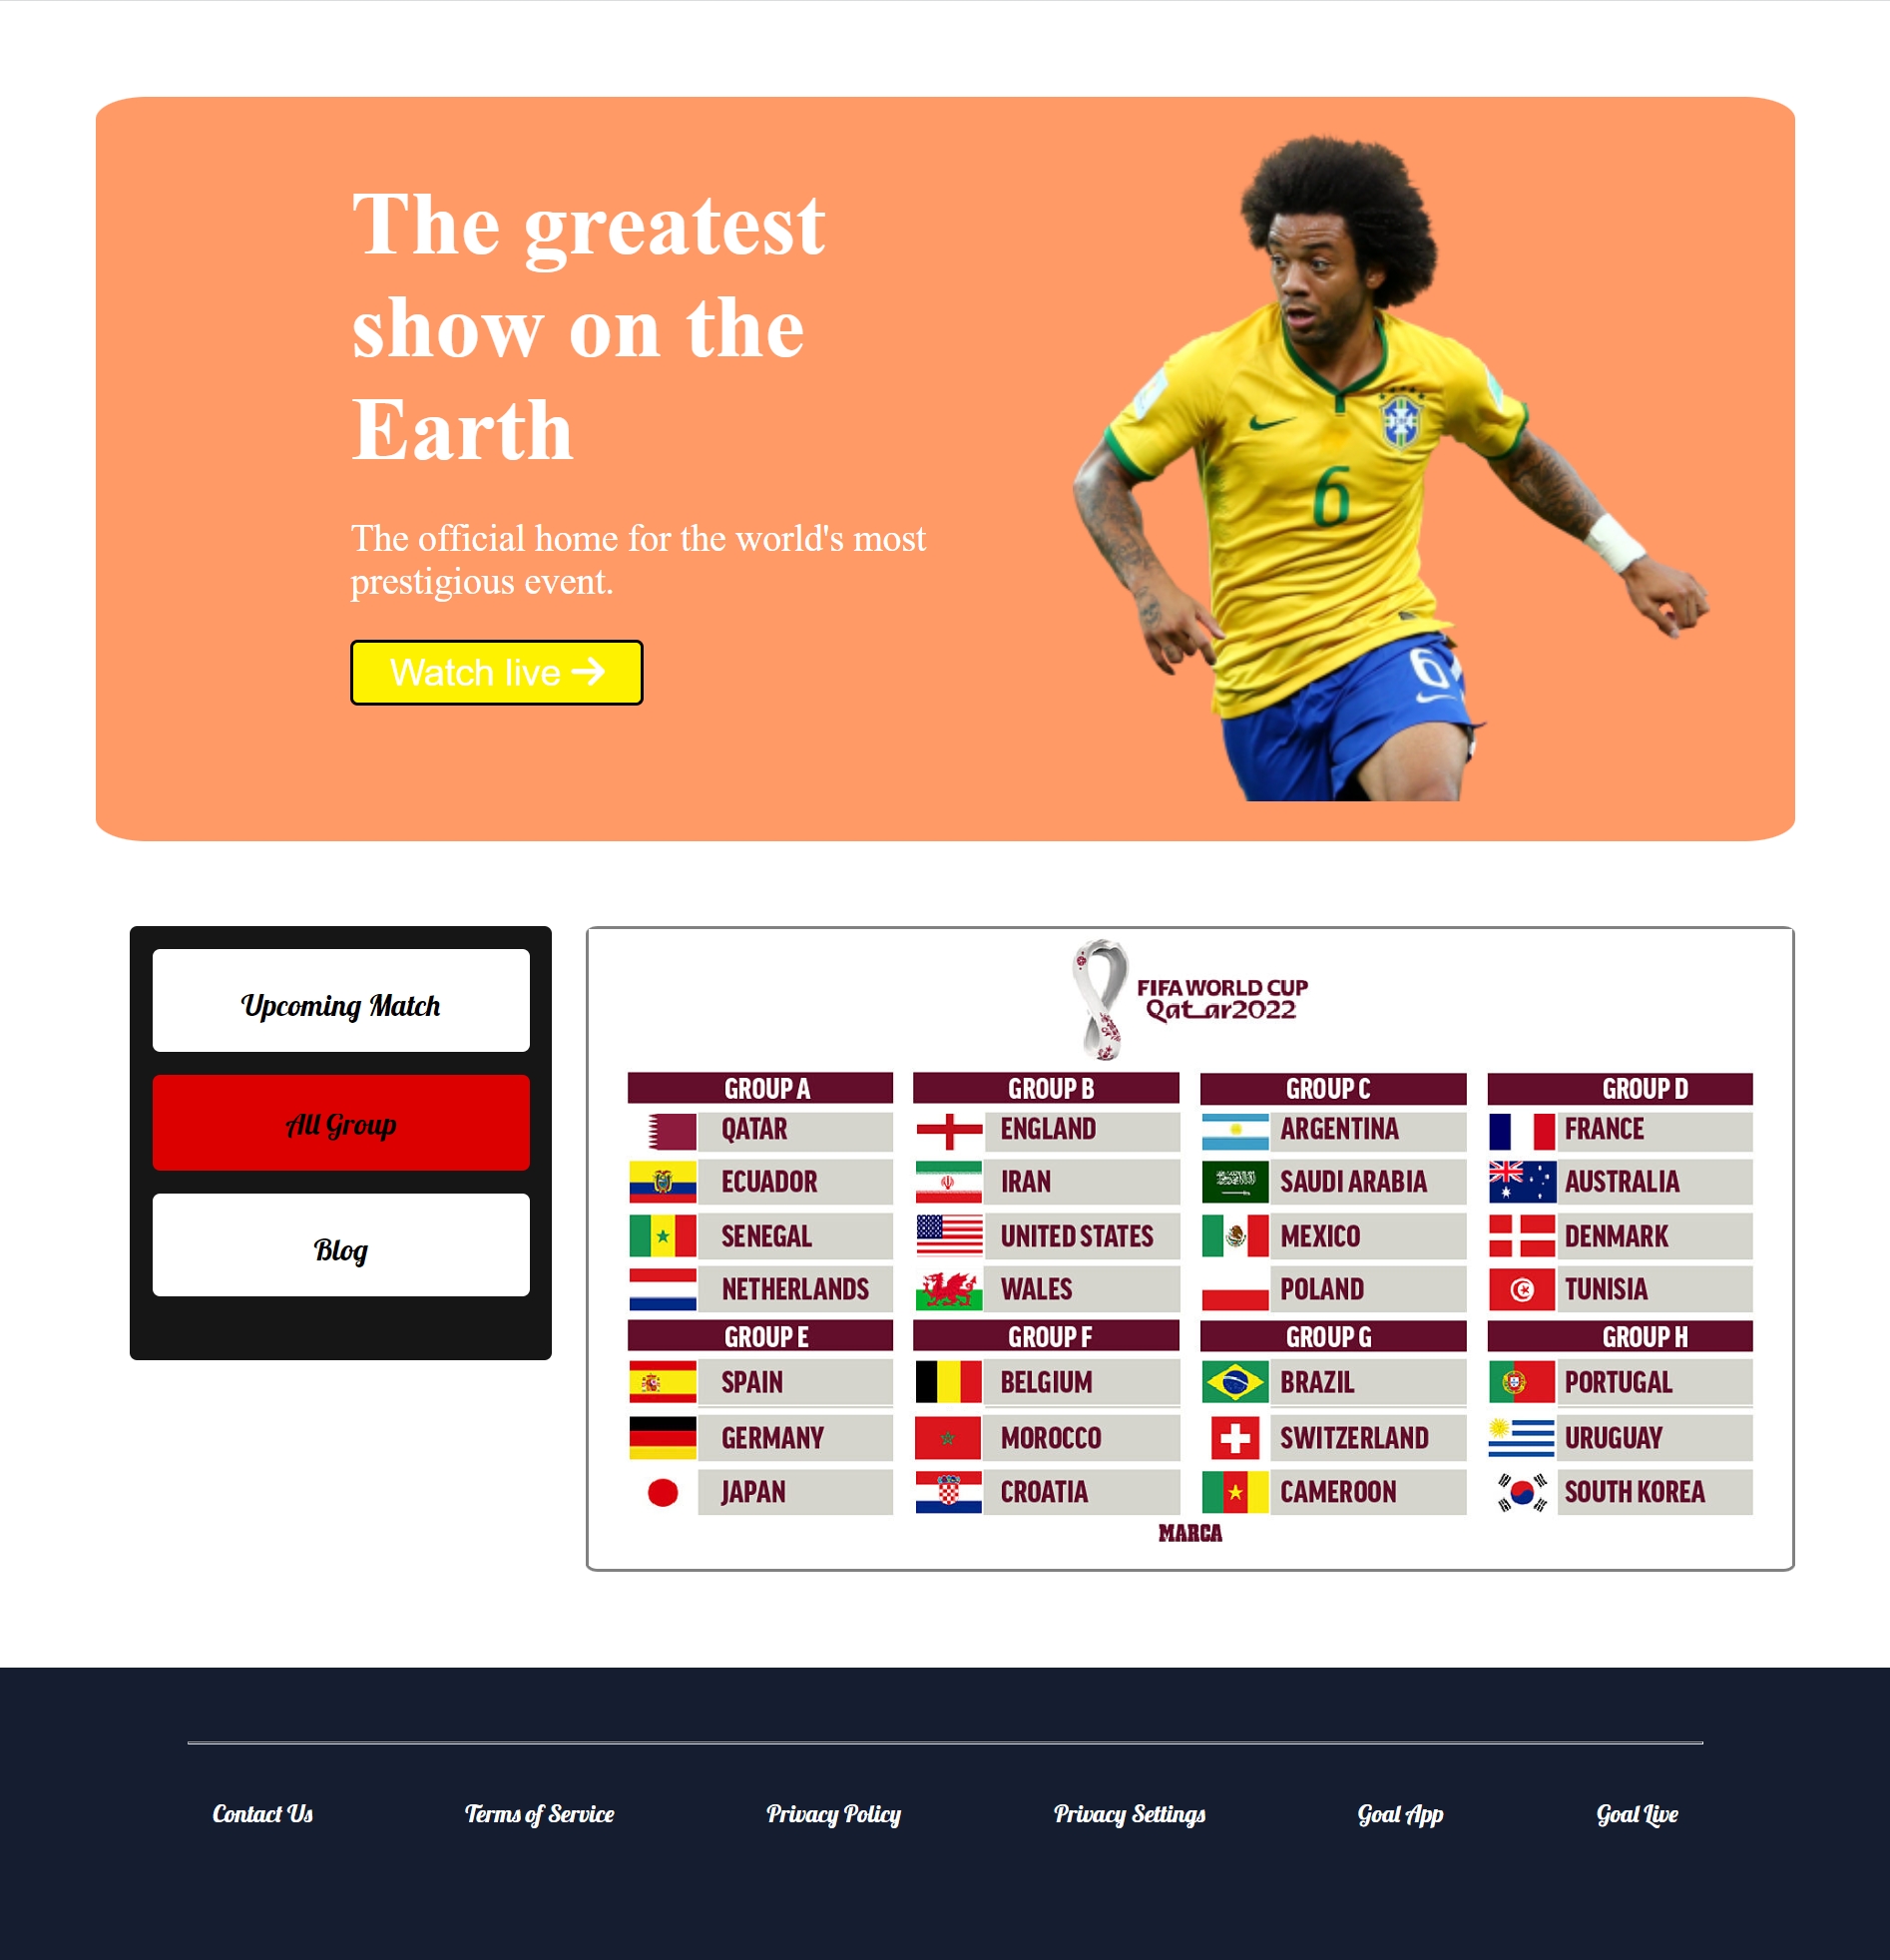 The greatest
show on the
Earth
The official home for the world's most
prestigious event.
Watch live
6
6
Upcoming Match
All Group
Blog
FIFA WORLD CUP
Qatar2022
GROUP A
QATAR
ECUADOR
SENEGAL
NETHERLANDS
GROUP B
ENGLAND
IRAN
UNITED STATES
WALES
GROUP C
ARGENTINA
SAUDI ARABIA
MEXICO
POLAND
GROUP D
FRANCE
AUSTRALIA
DENMARK
TUNISIA
GROUP E
SPAIN
GERMANY
JAPAN
GROUP F
BELGIUM
MOROCCO
CROATIA
GROUP G
BRAZIL
SWITZERLAND
CAMEROON
GROUP H
PORTUGAL
URUGUAY
SOUTH KOREA
MARCA
Contact Us
Terms of Service
Privacy Policy
Privacy Settings
Goal App
Goal Live